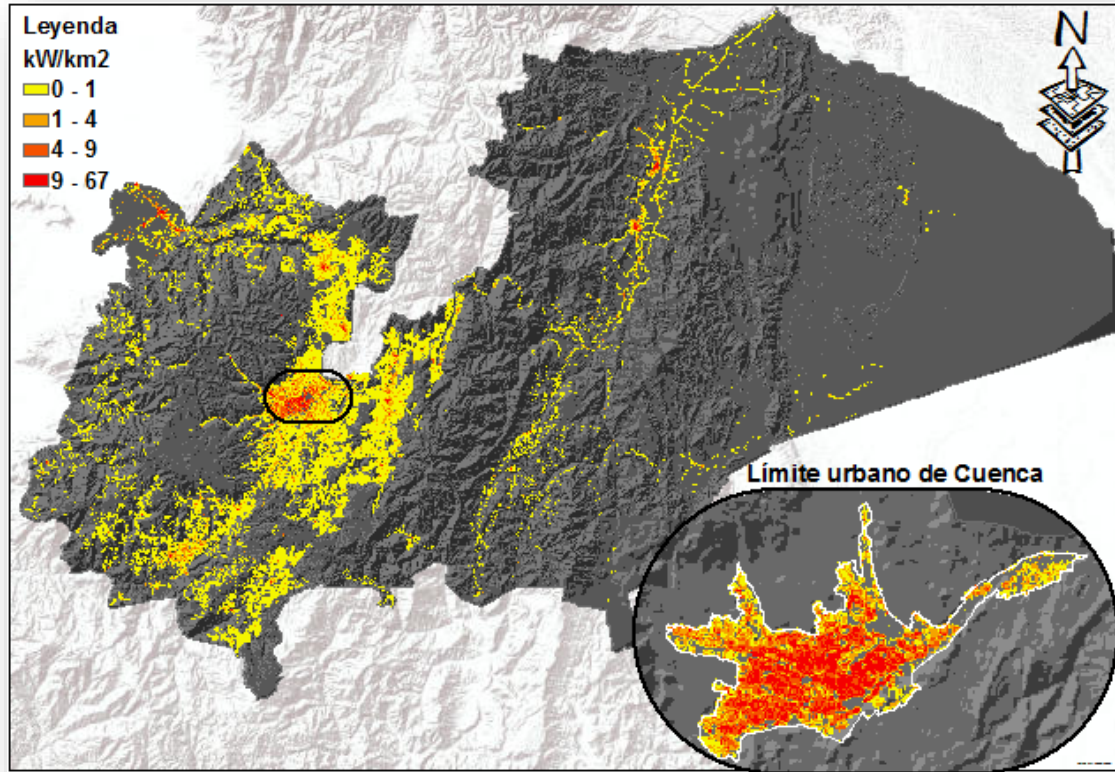 Leyenda
kW/km2
0 - 1
1 - 4
4 - 9
9 - 67
N
Límite urbano de Cuenca